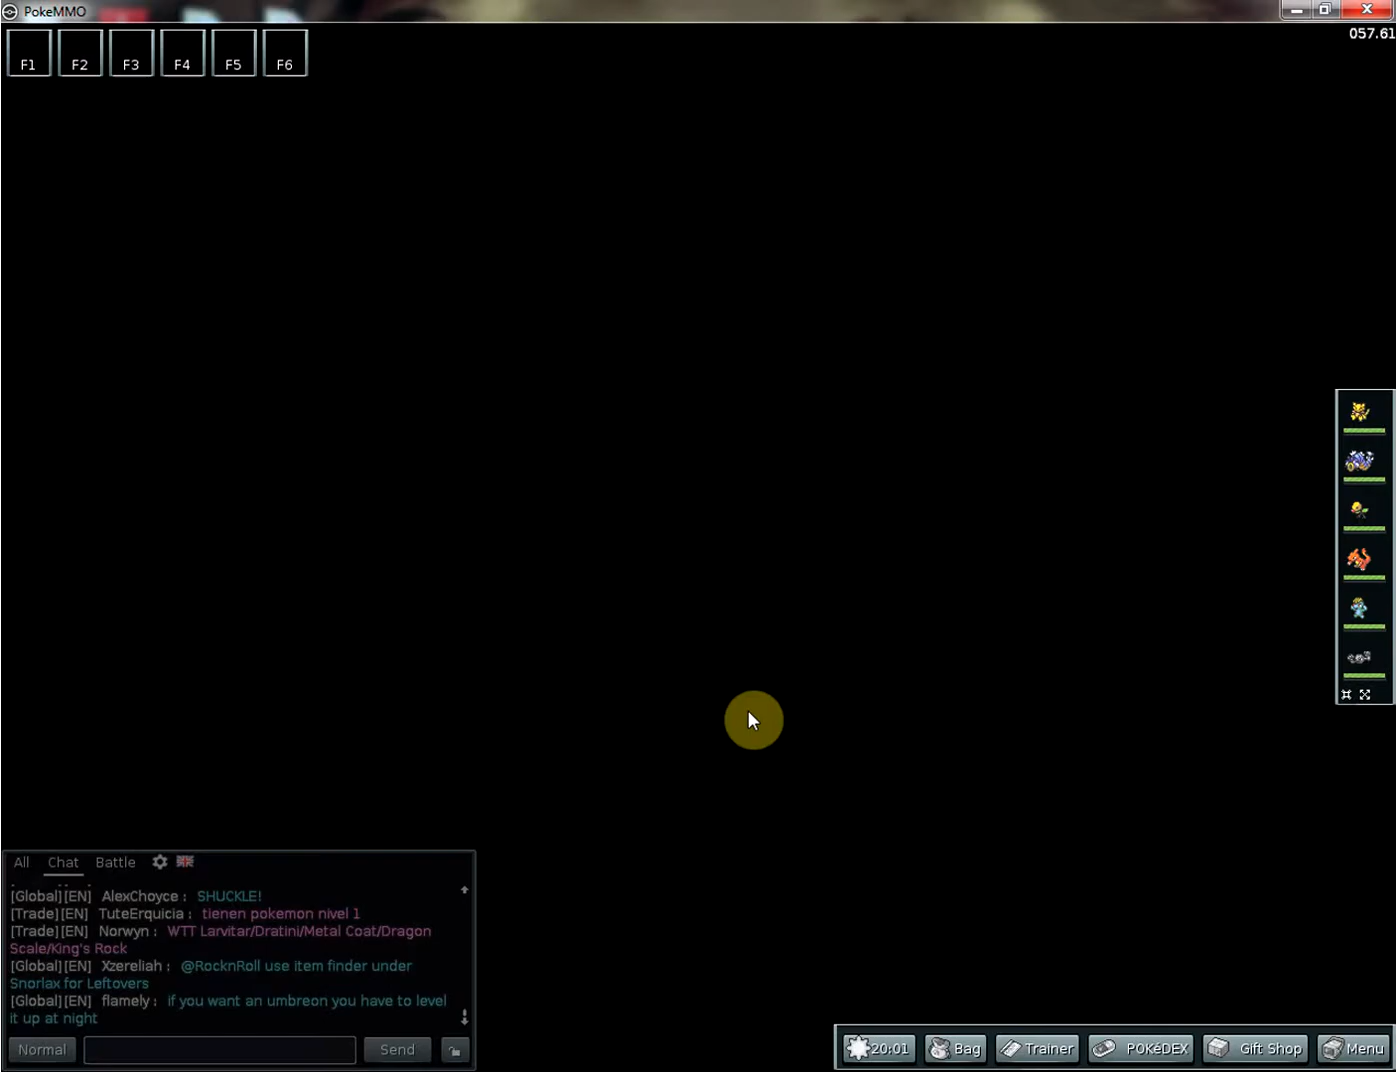 PokeMMO
057.61
F1 F2 F3 F4 F5 F6
All Chat Battle
[Global][EN] AlexChoyce : SHUCKLE!
[Trade][EN] TuteErquicia : tienen pokemon nivel 1
[Trade][EN] Norwyn : WTT Larvitar/Dratini/Metal Coat/Dragon
Scale/King's Rock
[Global][EN] Xzereliah : @RocknRoll use item finder under
Snorlax for Leftovers
[Global][EN] flamely : if you want an umbreon you have to level
it up at night
Normal Send
20:01 Bag Trainer POKéDEX Gift Shop Menu